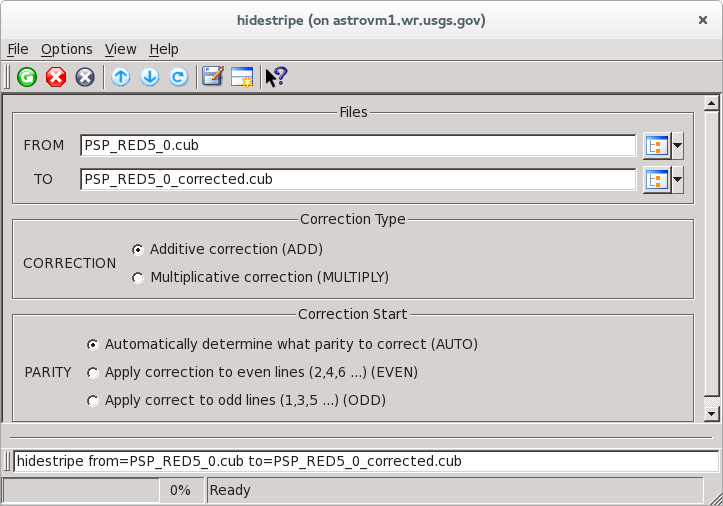 hidestripe (on astrovm1.wr.usgs.gov)
File Options View Help
Files
FROM PSP_RED5_0.cub
TO PSP_RED5_0_corrected.cub
Correction Type
CORRECTION
Additive correction (ADD)
Multiplicative correction (MULTIPLY)
Correction Start
Automatically determine what parity to correct (AUTO)
PARITY Apply correction to even lines (2,4,6 ...) (EVEN)
Apply correct to odd lines (1,3,5 ...) (ODD)
hidestripe from=PSP_RED5_0.cub to=PSP_RED5_0_corrected.cub
0% Ready